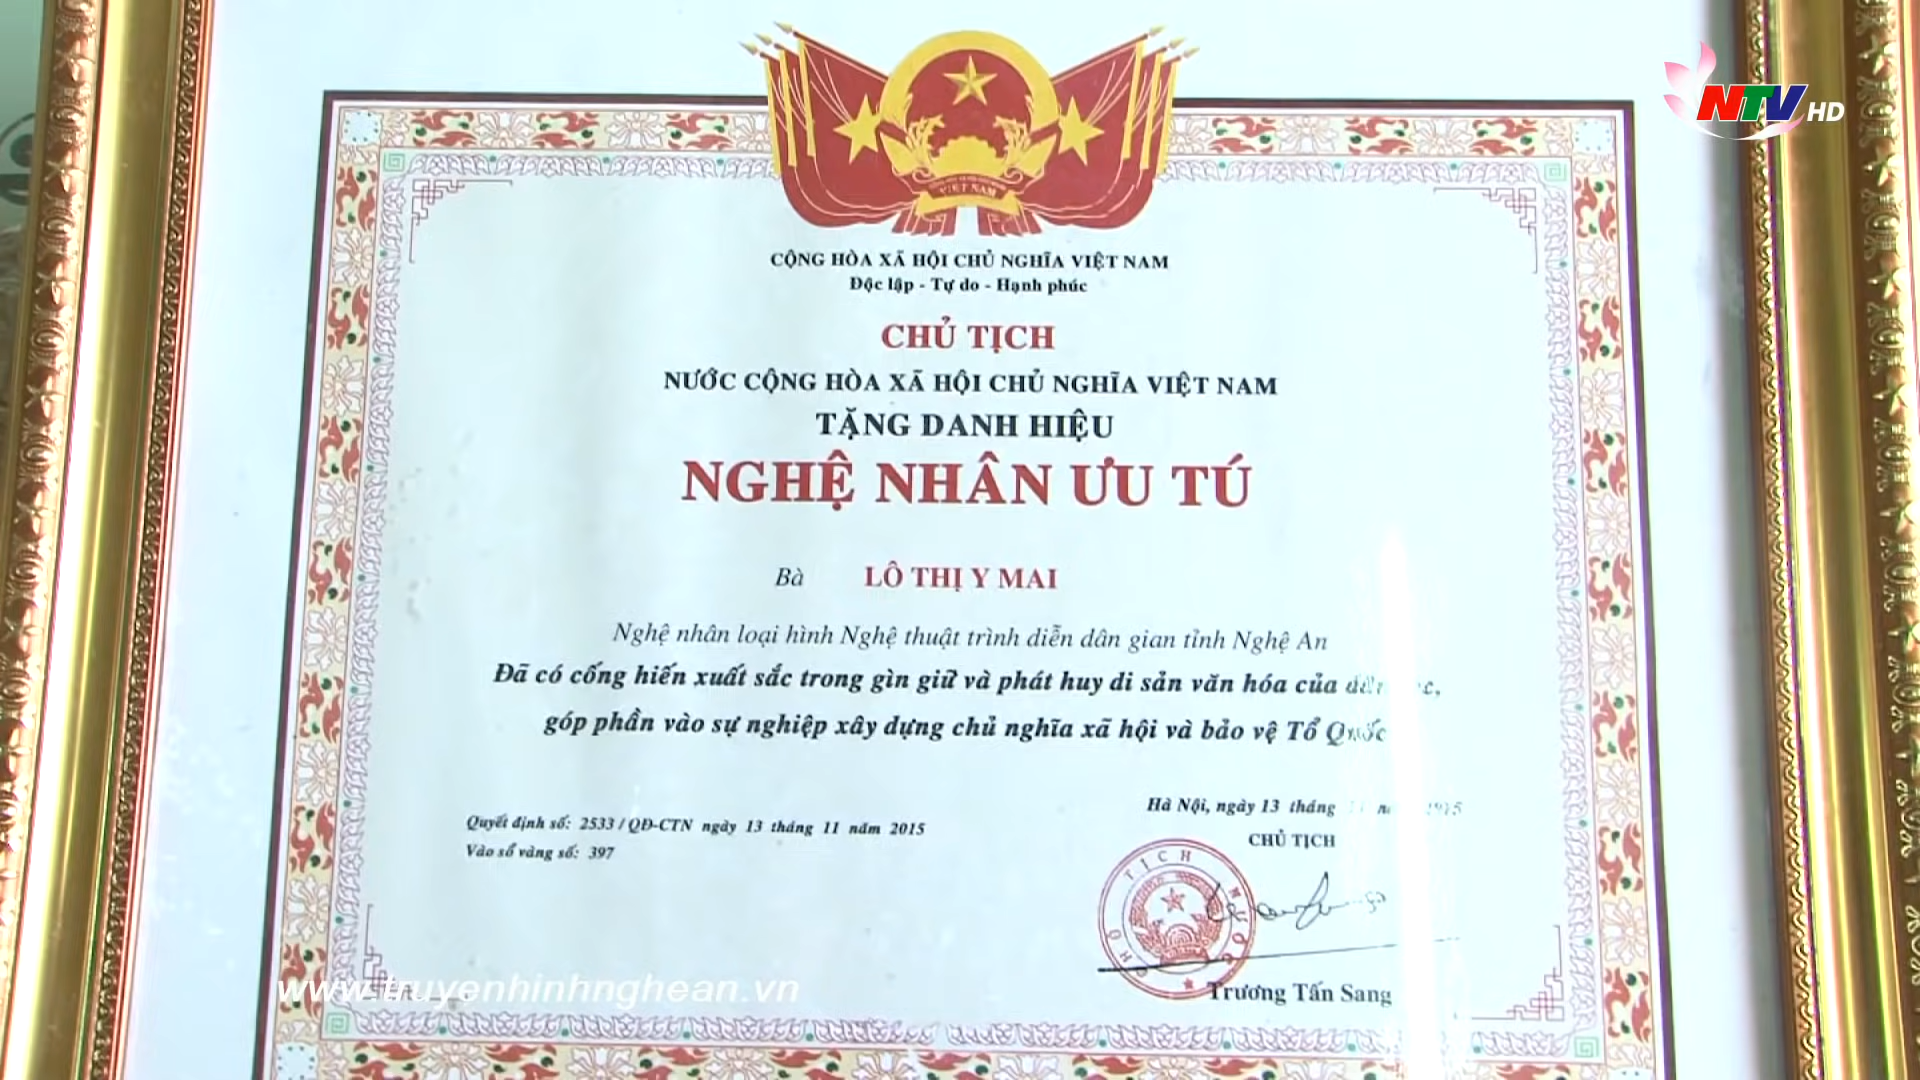 NTV HD
VIỆT NAM
CỘNG HÒA XÃ HỘI CHỦ NGHĨA VIỆT NAM
Độc lập - Tự do - Hạnh phúc
CHỦ TỊCH
NƯỚC CỘNG HÒA XÃ HỘI CHỦ NGHĨA VIỆT NAM
TẶNG DANH HIỆU
NGHỆ NHÂN ƯU TÚ
Bà LÔ THỊ Y MAI
Nghệ nhân loại hình Nghệ thuật trình diễn dân gian tỉnh Nghệ An
Đã có cống hiến xuất sắc trong gìn giữ và phát huy di sản văn hóa của
góp phần vào sự nghiệp xây dựng chủ nghĩa xã hội và bảo vệ Tổ Quốc
Hà Nội, ngày 13 tháng
Quyết định số: 2533 / QĐ-CTN ngày 13 tháng 11 năm 2015
Vào sổ vàng số: 397
CHỦ TỊCH
Trương Tấn Sang
www.truyenhinhnghean.vn